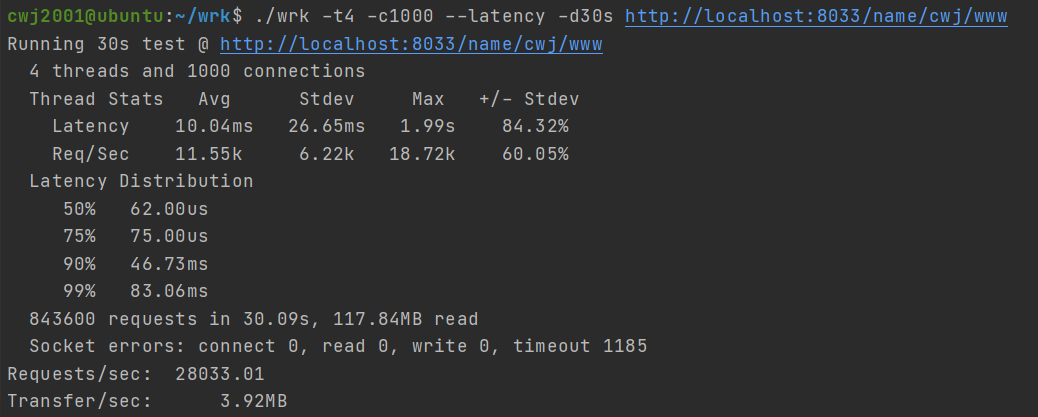 cwj2001@ubuntu:~/wrk$ ./wrk -t4 -c1000 --latency -d30s http://localhost:8033/name/cwj/www
Running 30s test @ http://localhost:8033/name/cwj/www
  4 threads and 1000 connections
  Thread Stats   Avg      Stdev     Max   +/- Stdev
    Latency    10.04ms   26.65ms   1.99s    84.32%
    Req/Sec    11.55k     6.22k   18.72k    60.05%
  Latency Distribution
     50%   62.00us
     75%   75.00us
     90%   46.73ms
     99%   83.06ms
  843600 requests in 30.09s, 117.84MB read
  Socket errors: connect 0, read 0, write 0, timeout 1185
Requests/sec:  28033.01
Transfer/sec:      3.92MB